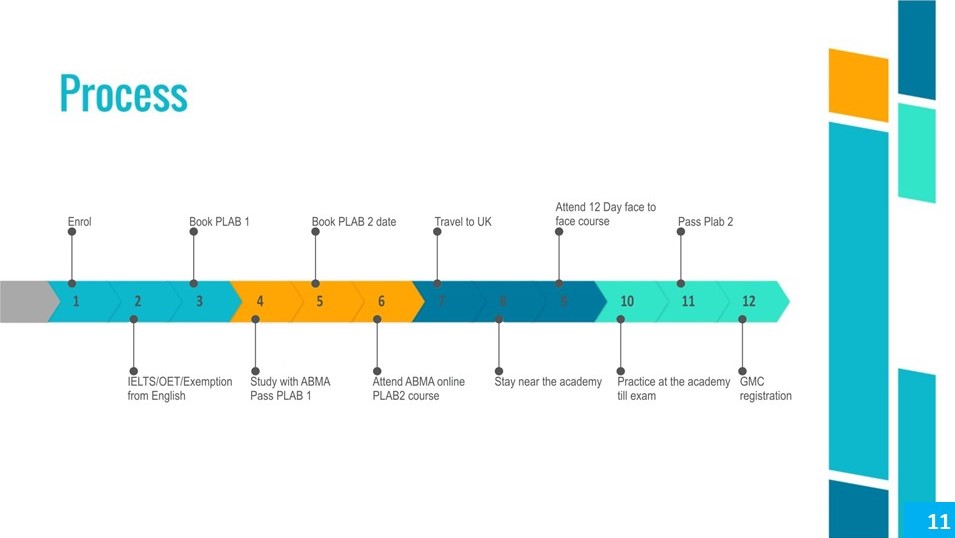 Process
Attend 12 Day face to
face course
Enrol
Book PLAB 1
Book PLAB 2 date
Travel to UK
Pass Plab 2
1 2 3 4 5 6 7 8 9 10 11 12
IELTS/OET/Exemption
from English
Study with ABMA
Pass PLAB 1
Attend ABMA online
PLAB2 course
Stay near the academy
Practice at the academy
till exam
GMC
registration
11